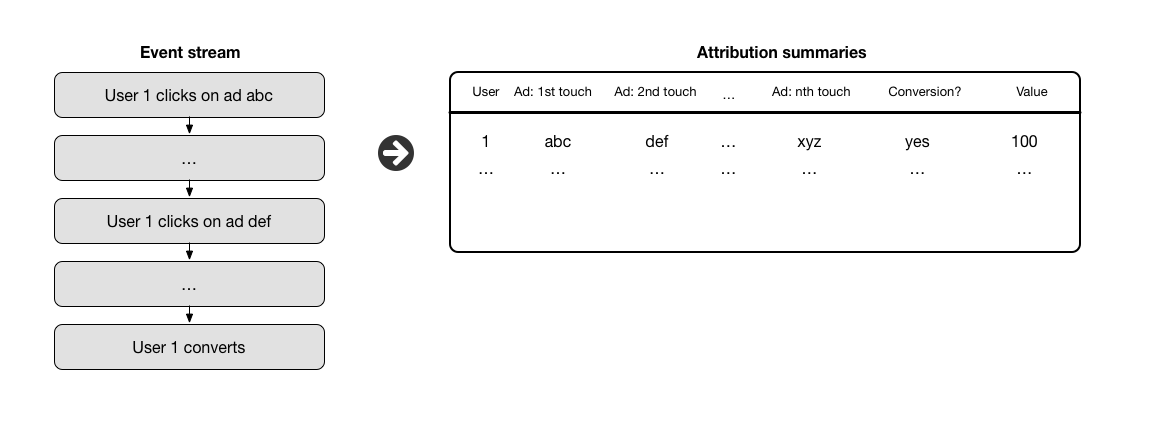 Event stream
User 1 clicks on ad abc
...
User 1 clicks on ad def
...
User 1 converts
Attribution summaries
User Ad: 1st touch Ad: 2nd touch ... Ad: nth touch Conversion? Value
1 abc def ... xyz yes 100
... ... ... ... ... ... ...